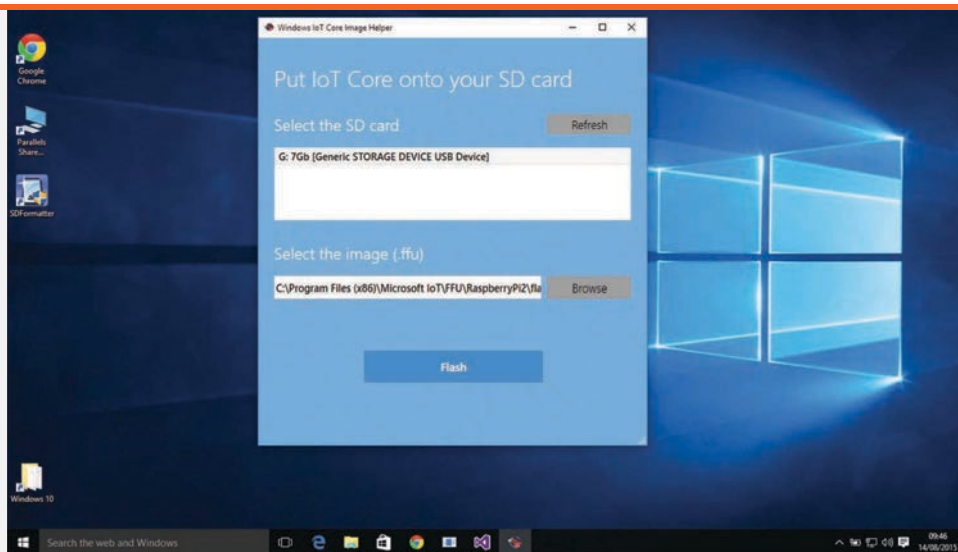 Windows IoT Core Image Helper
Put IoT Core onto your SD card
Select the SD card
Refresh
G: 7Gb [Generic STORAGE DEVICE USB Device]
Select the image (.ffu)
C:\Program Files (x86)\Microsoft IoT\FFU\RaspberryPi2\fla
Browse
Flash
Google
Chrome
Parallels
Share...
SDFormatter
Windows 10
Search the web and Windows
09:46
14/08/2015